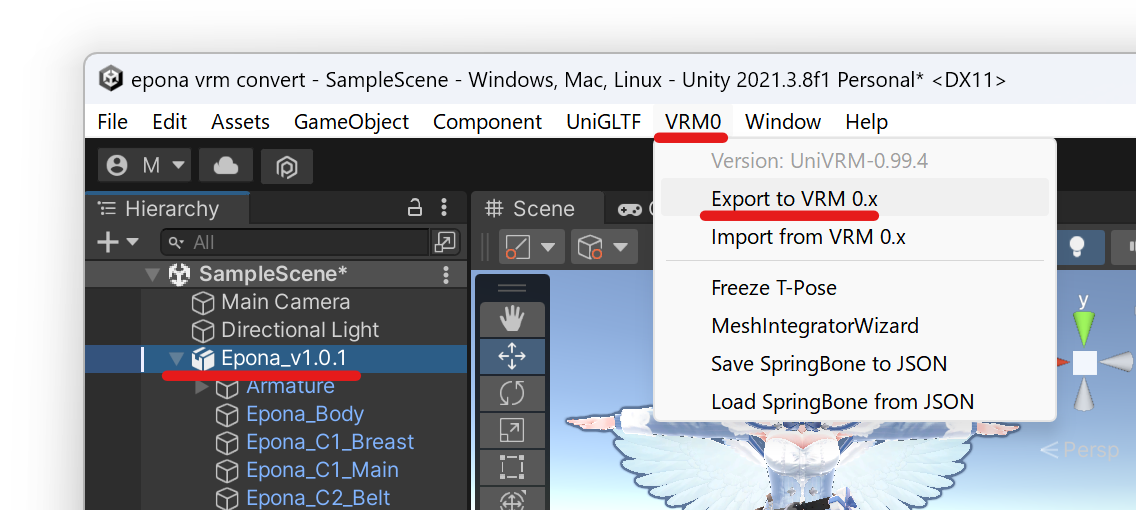 epona vrm convert - SampleScene - Windows, Mac, Linux - Unity 2021.3.8f1 Personal* <DX11>
File Edit Assets GameObject Component UniGLTF VRM0 Window Help
Version: UniVRM-0.99.4
Export to VRM 0.x
Import from VRM 0.x
Freeze T-Pose
MeshIntegratorWizard
Save SpringBone to JSON
Load SpringBone from JSON
M
Hierarchy
All
SampleScene*
Main Camera
Directional Light
Epona_v1.0.1
Armature
Epona_Body
Epona_C1_Breast
Epona_C1_Main
Epona_C2_Belt
Scene
y
Persp